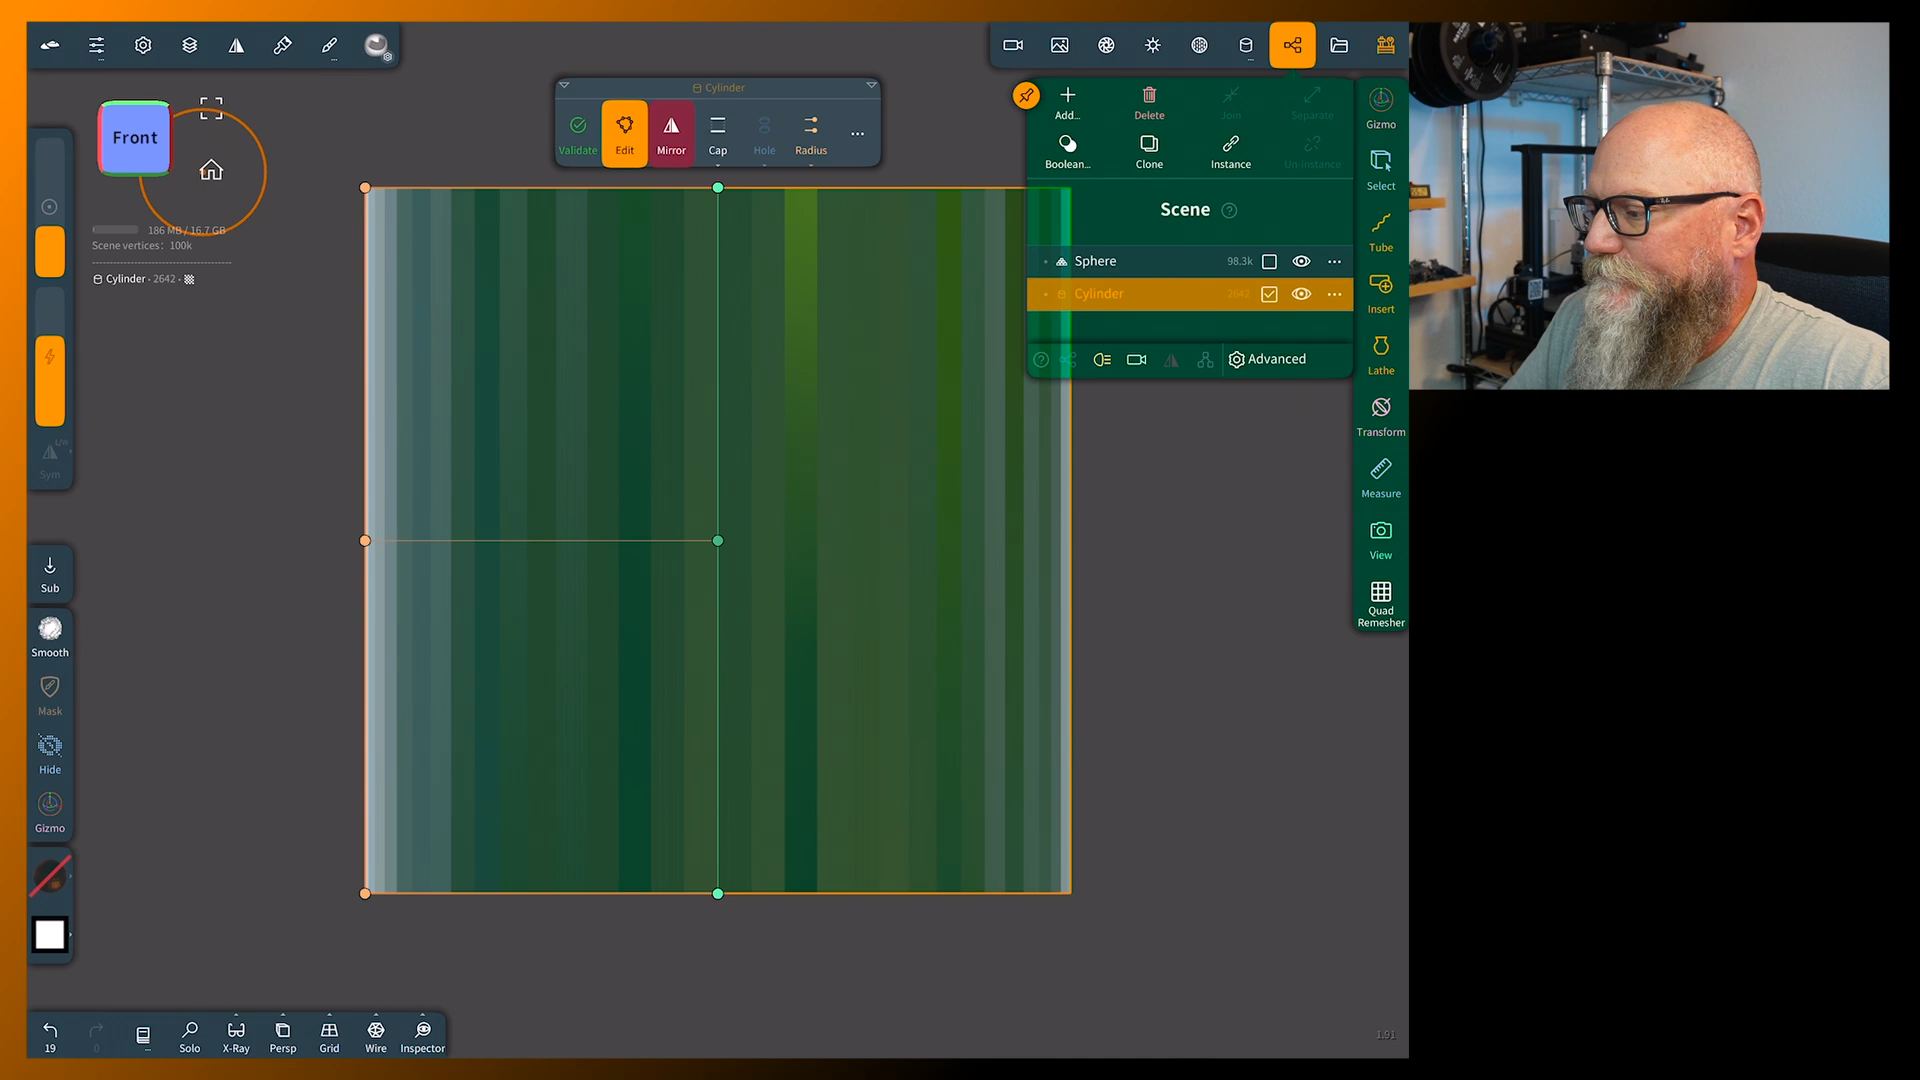 Front
186 MB / 16.7 GB
Scene vertices: 100k
Cylinder • 2642 •
L/W
Sym
Sub
Smooth
Mask
Hide
Gizmo
19
0
Solo
X-Ray
Persp
Grid
Wire
Inspector
Cylinder
Validate
Edit
Mirror
Cap
Hole
Radius
...
Add...
Delete
Join
Separate
Boolean...
Clone
Instance
Un-instance
Scene
Sphere 98.3k
Cylinder 2642
Advanced
Gizmo
Select
Tube
Insert
Lathe
Transform
Measure
View
Quad
Remesher
1.91